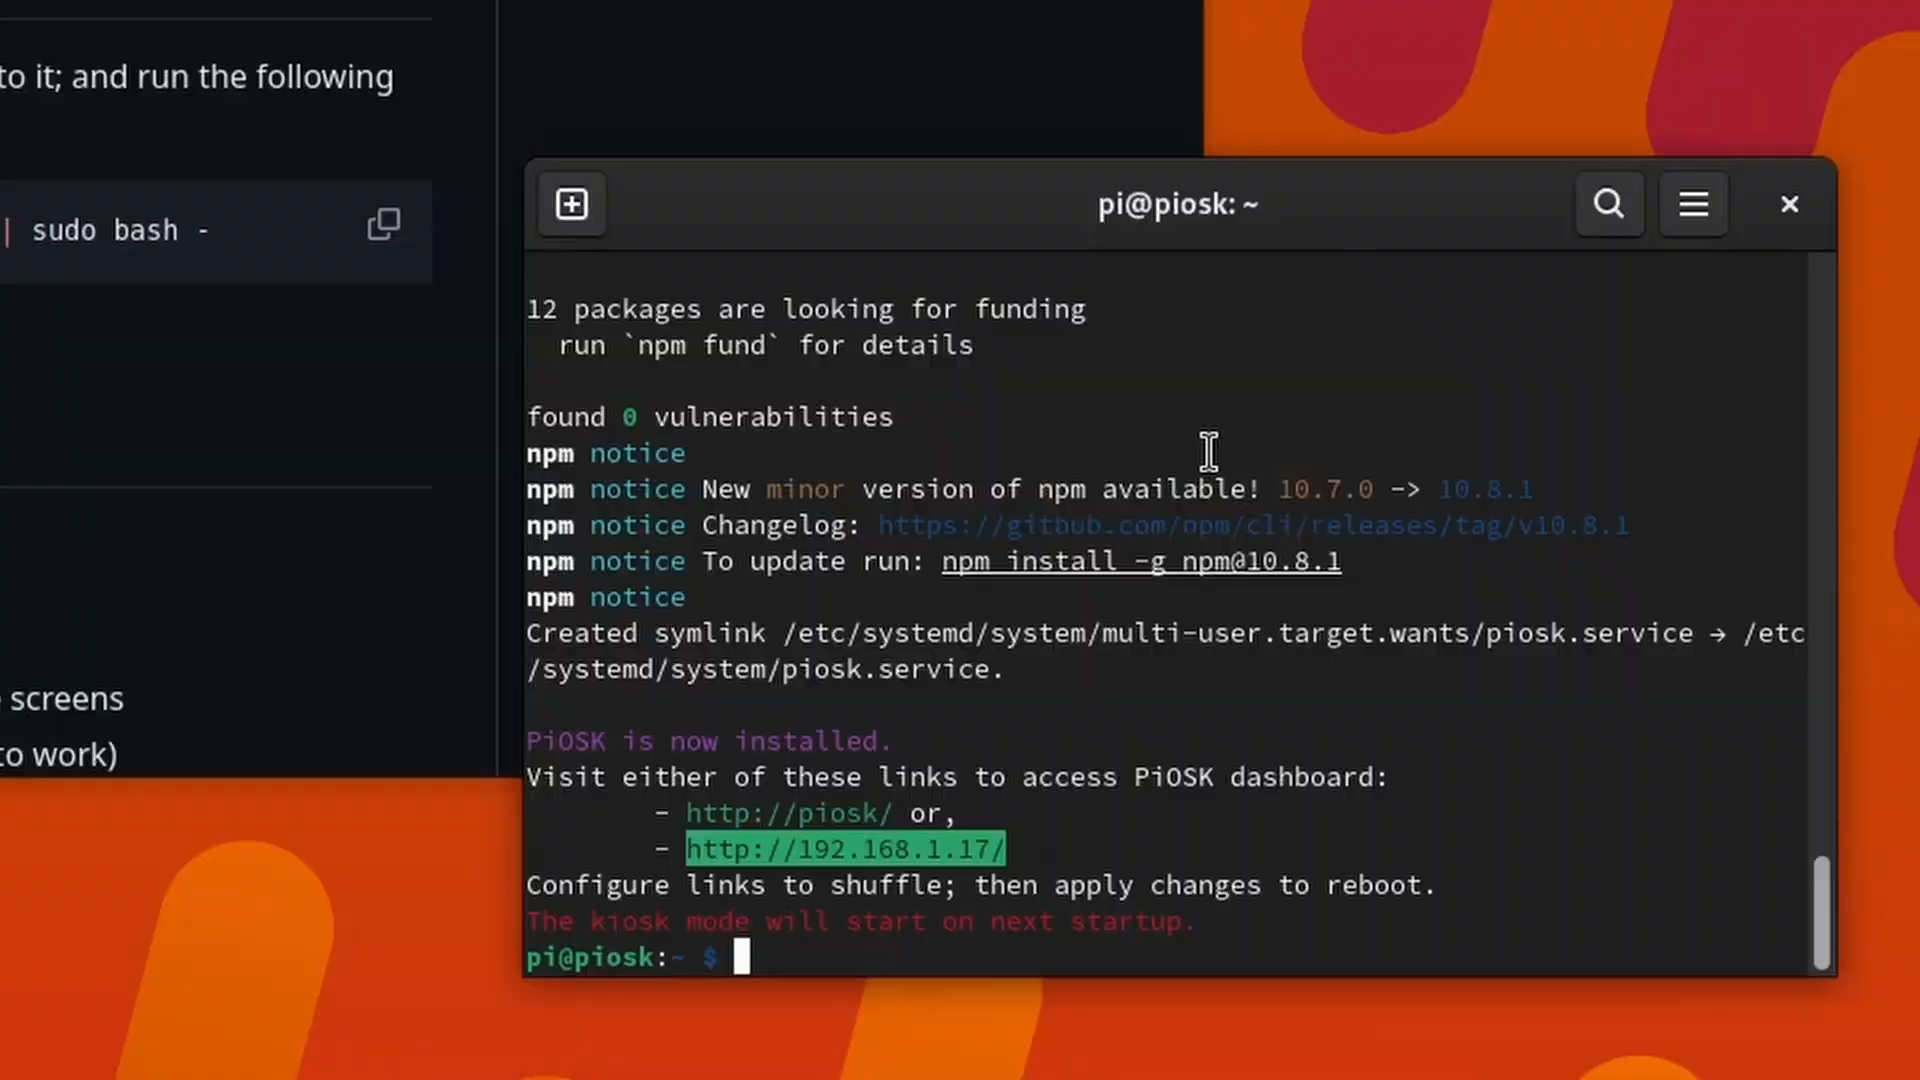 to it; and run the following
| sudo bash -
screens
to work)
pi@piosk: ~
12 packages are looking for funding
run `npm fund` for details
found 0 vulnerabilities
npm notice
npm notice New minor version of npm available! 10.7.0 -> 10.8.1
npm notice Changelog: https://github.com/npm/cli/releases/tag/v10.8.1
npm notice To update run: npm install -g npm@10.8.1
npm notice
Created symlink /etc/systemd/system/multi-user.target.wants/piosk.service → /etc
/systemd/system/piosk.service.
PiOSK is now installed.
Visit either of these links to access PiOSK dashboard:
- http://piosk/ or,
- http://192.168.1.17/
Configure links to shuffle; then apply changes to reboot.
The kiosk mode will start on next startup.
pi@piosk:~ $